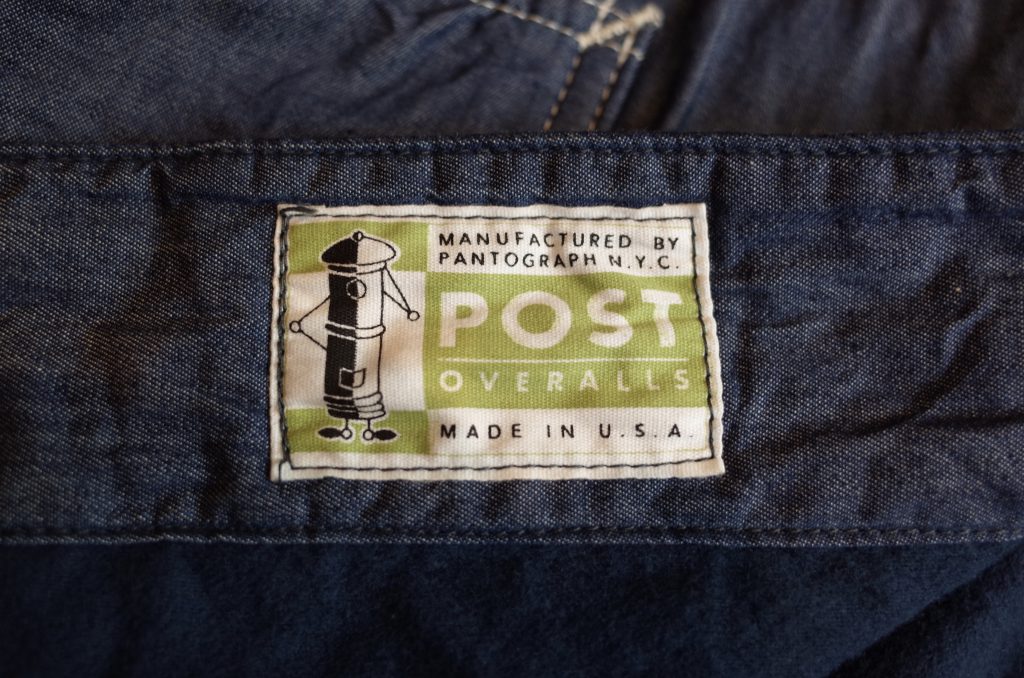 MANUFACTURED BY
PANTOGRAPH N.Y.C.
POST
OVERALLS
MADE IN U.S.A.